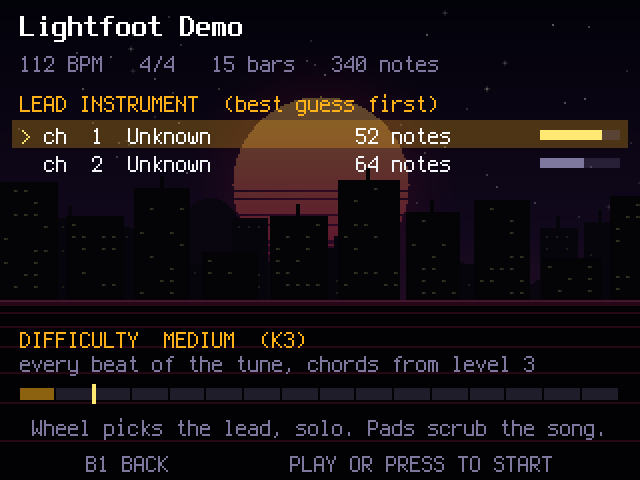 Lightfoot Demo
112 BPM 4/4 15 bars 340 notes
LEAD INSTRUMENT (best guess first)
> ch 1 Unknown 52 notes
ch 2 Unknown 64 notes
DIFFICULTY MEDIUM (K3)
every beat of the tune, chords from level 3
Wheel picks the lead, solo. Pads scrub the song.
B1 BACK PLAY OR PRESS TO START